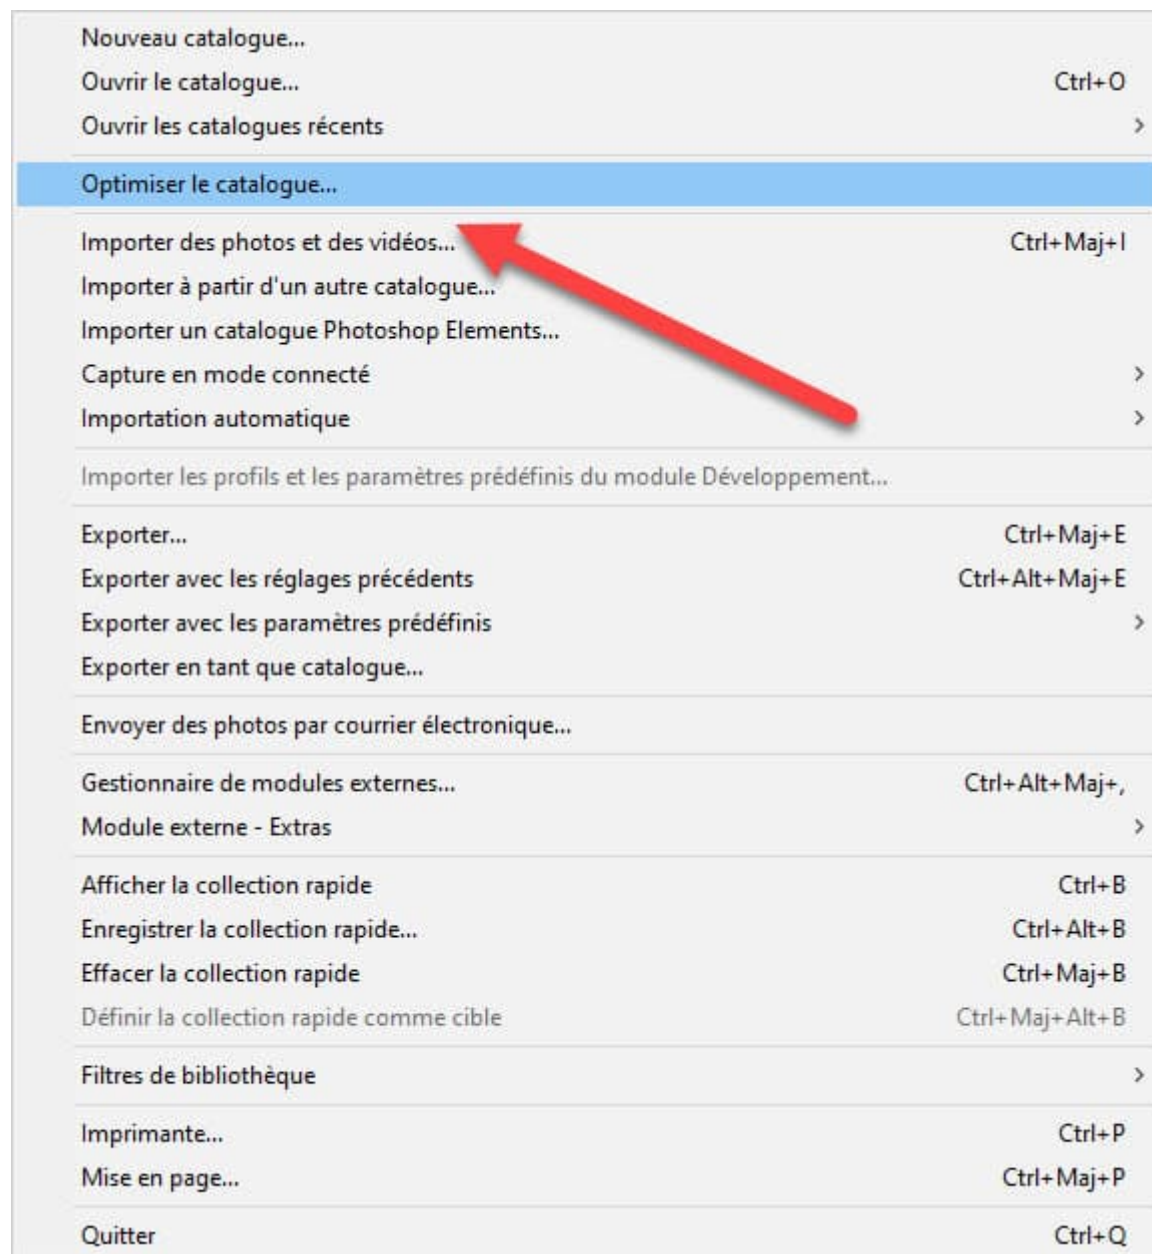 Nouveau catalogue...
Ouvrir le catalogue... Ctrl+O
Ouvrir les catalogues récents
Optimiser le catalogue...
Importer des photos et des vidéos... Ctrl+Maj+I
Importer à partir d'un autre catalogue...
Importer un catalogue Photoshop Elements...
Capture en mode connecté
Importation automatique
Importer les profils et les paramètres prédéfinis du module Développement...
Exporter... Ctrl+Maj+E
Exporter avec les réglages précédents Ctrl+Alt+Maj+E
Exporter avec les paramètres prédéfinis
Exporter en tant que catalogue...
Envoyer des photos par courrier électronique...
Gestionnaire de modules externes... Ctrl+Alt+Maj+,
Module externe - Extras
Afficher la collection rapide Ctrl+B
Enregistrer la collection rapide... Ctrl+Alt+B
Effacer la collection rapide Ctrl+Maj+B
Définir la collection rapide comme cible Ctrl+Maj+Alt+B
Filtres de bibliothèque
Imprimante... Ctrl+P
Mise en page... Ctrl+Maj+P
Quitter Ctrl+Q